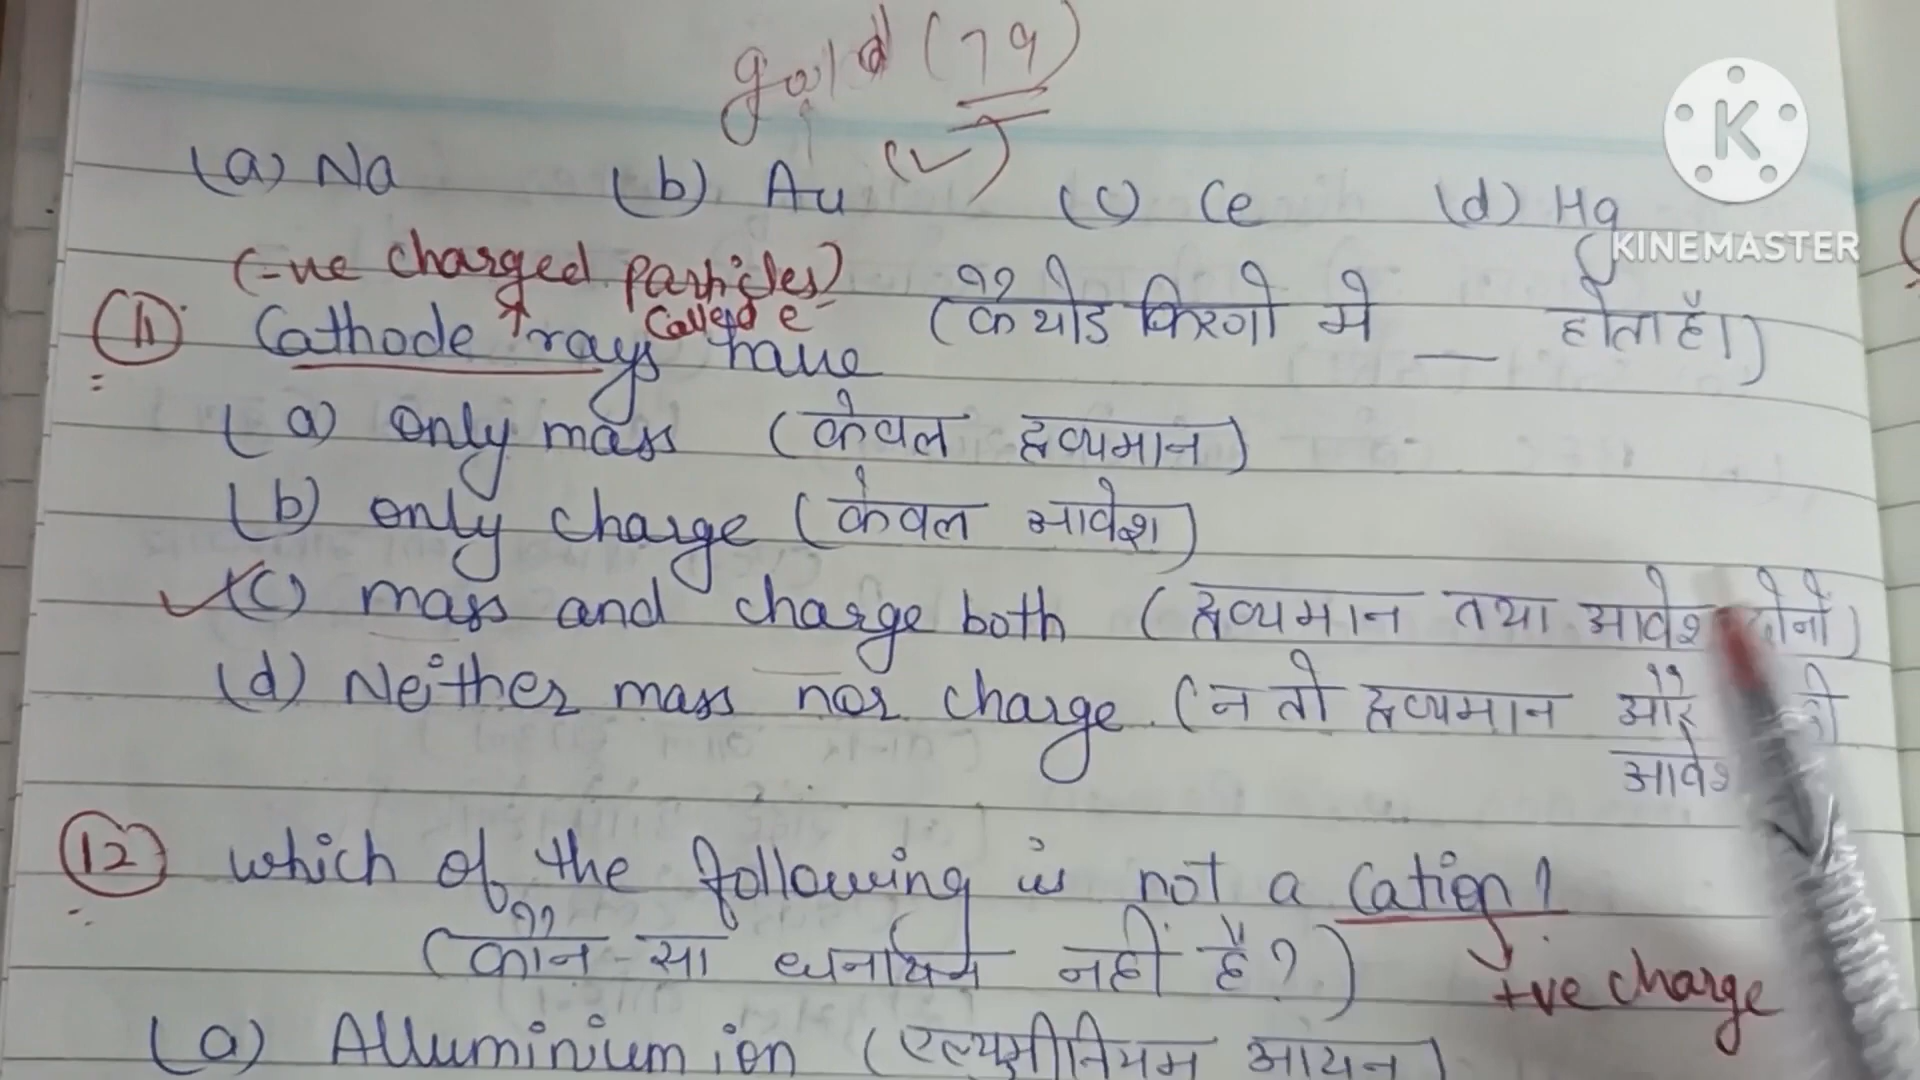 gold (79)
(a) Na (b) Au (c) Ce (d) Hg
KINEMASTER
(-ve charged particles)
called e-
(11) Cathode rays have (कैथोड किरणो मे __ होता हैं।)
(a) only mass (केवल द्रव्यमान)
(b) only charge (केवल आवेश)
(c) mass and charge both (द्रव्यमान तथा आवेश दोनों)
(d) Neither mass nor charge. (न तो द्रव्यमान और
आवेश
(12) which of the following is not a cation?
(कौन-सा धनायन नहीं है?)
+ve charge
(a) Alluminium ion (एल्युमीनियम आयन)